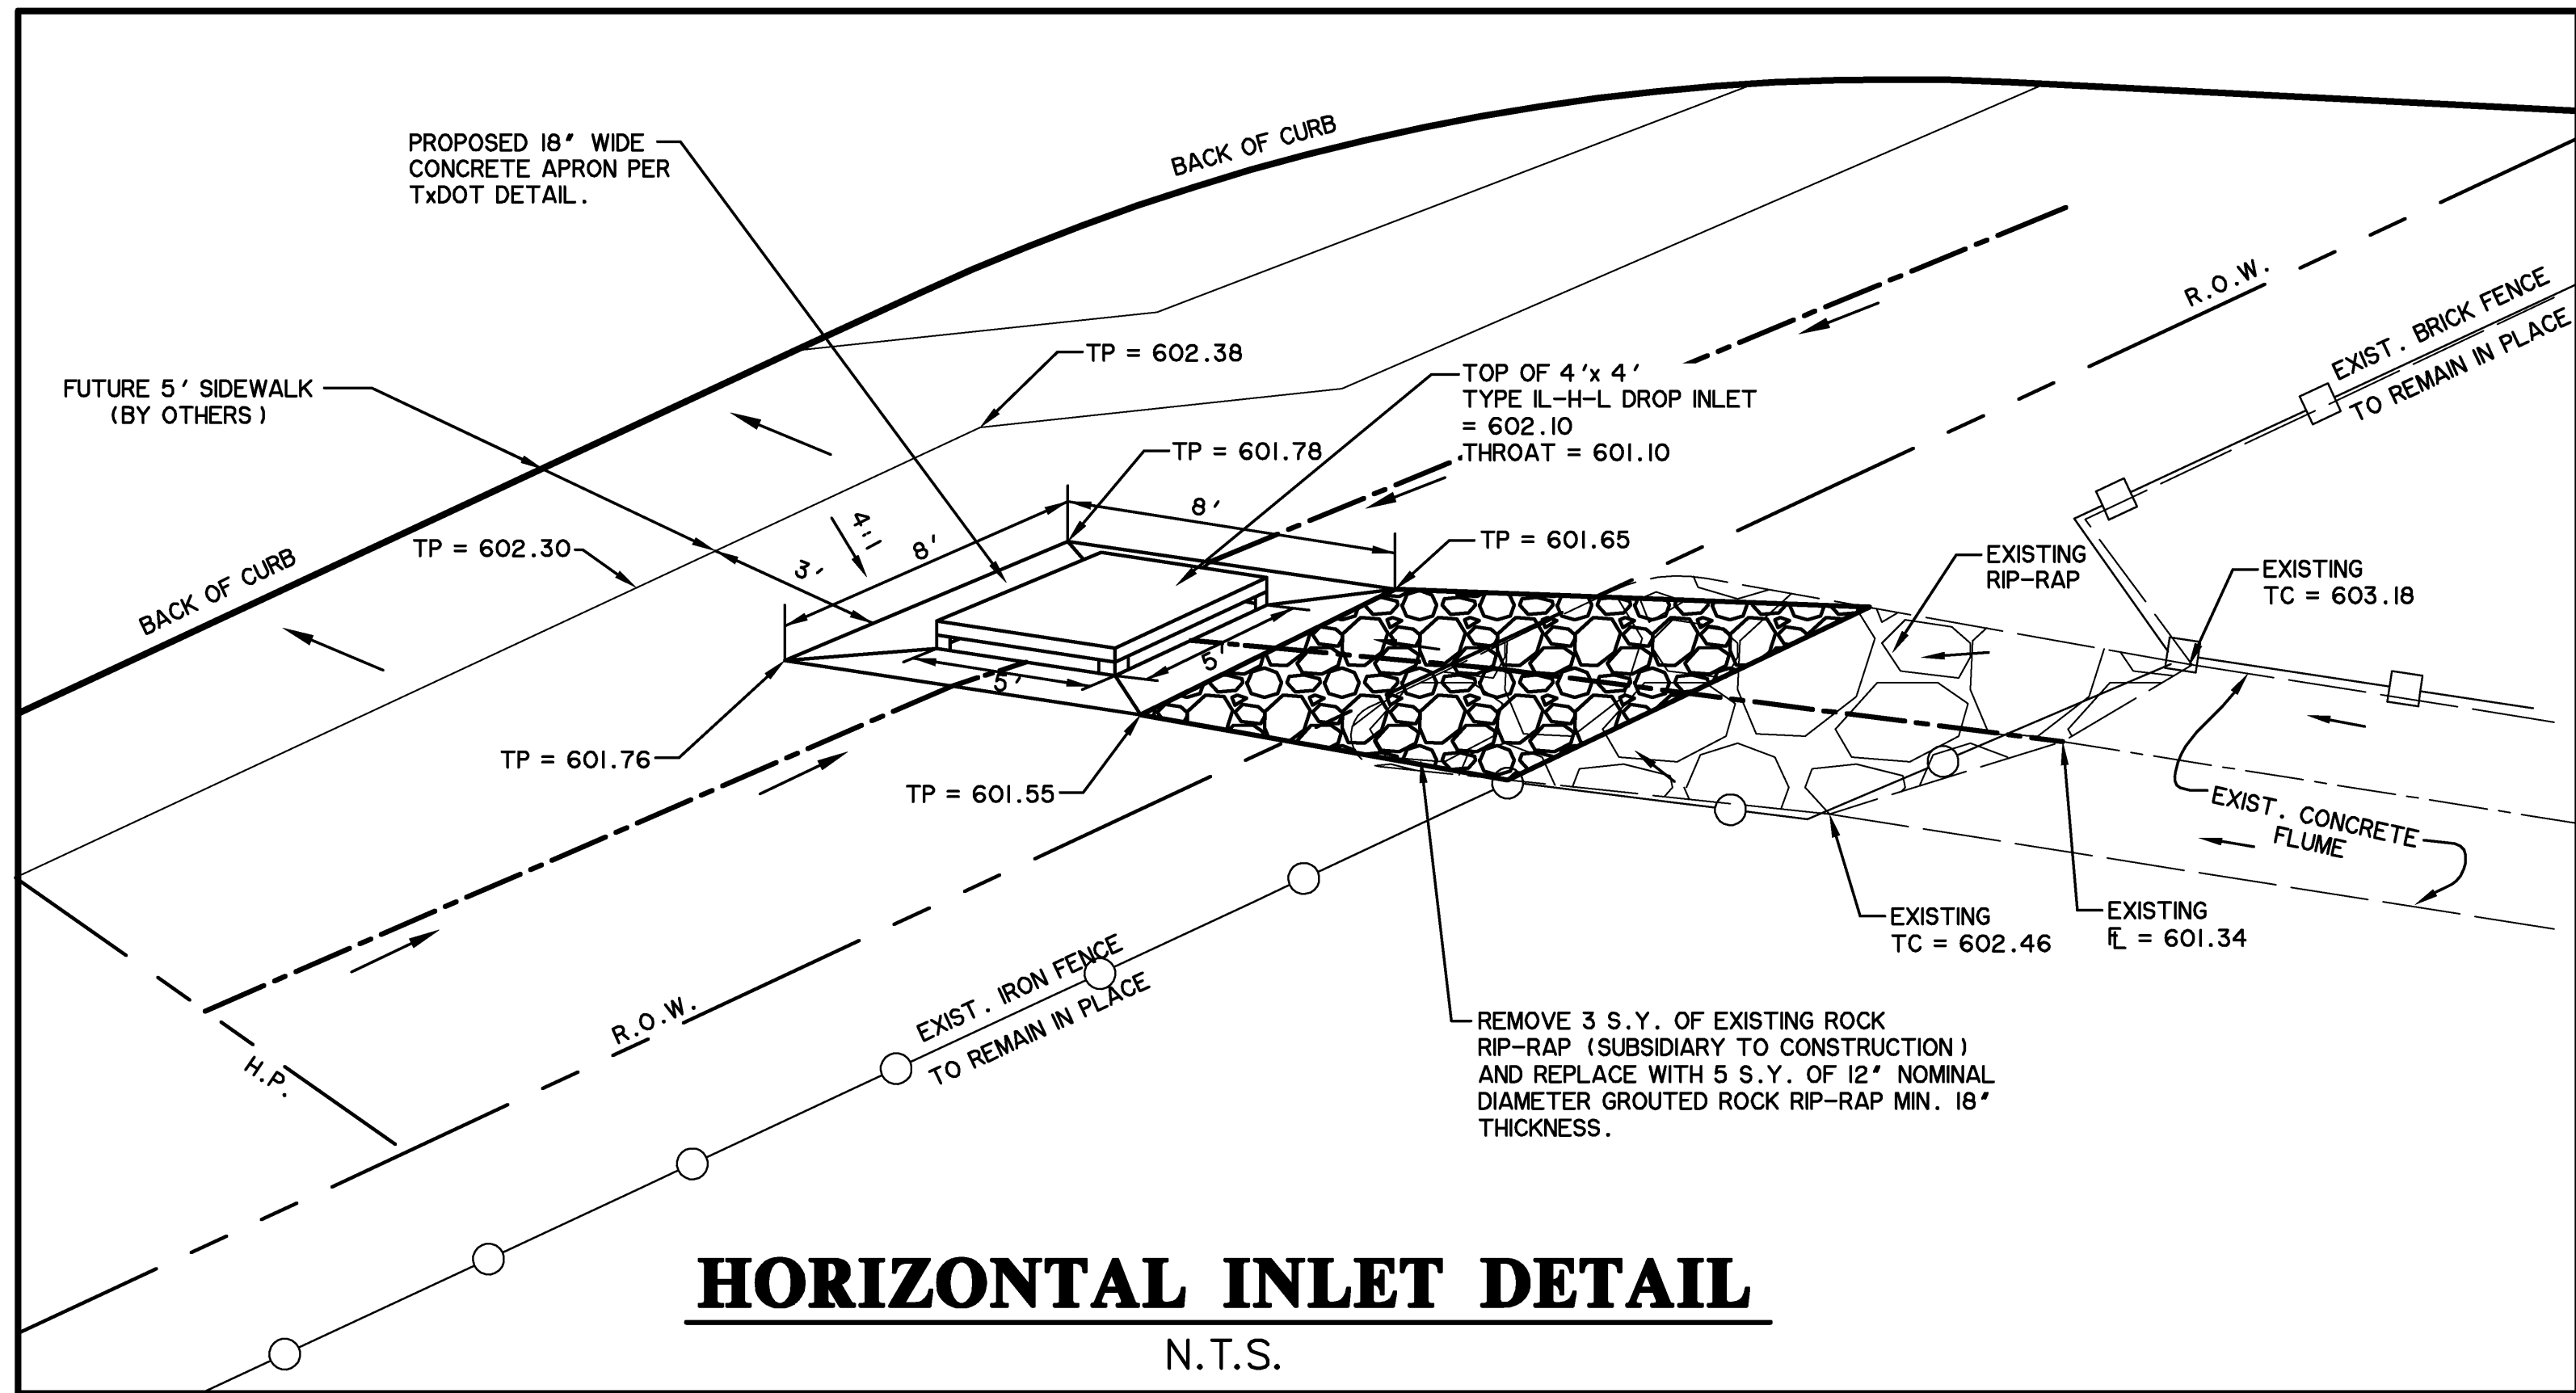 PROPOSED 18" WIDE
CONCRETE APRON PER
TxDOT DETAIL.
BACK OF CURB
R.O.W.
EXIST. BRICK FENCE
TO REMAIN IN PLACE
FUTURE 5' SIDEWALK
(BY OTHERS)
TP = 602.38
TOP OF 4'x 4'
TYPE IL-H-L DROP INLET
= 602.10
THROAT = 601.10
TP = 601.78
8'
4:1
8'
3'
TP = 602.30
TP = 601.65
EXISTING
RIP-RAP
EXISTING
TC = 603.18
BACK OF CURB
5'
5'
TP = 601.76
TP = 601.55
EXIST. CONCRETE
FLUME
EXISTING
TC = 602.46
EXISTING
FL = 601.34
EXIST. IRON FENCE
TO REMAIN IN PLACE
R.O.W.
H.P.
REMOVE 3 S.Y. OF EXISTING ROCK
RIP-RAP (SUBSIDIARY TO CONSTRUCTION)
AND REPLACE WITH 5 S.Y. OF 12" NOMINAL
DIAMETER GROUTED ROCK RIP-RAP MIN. 18"
THICKNESS.
HORIZONTAL INLET DETAIL
N.T.S.